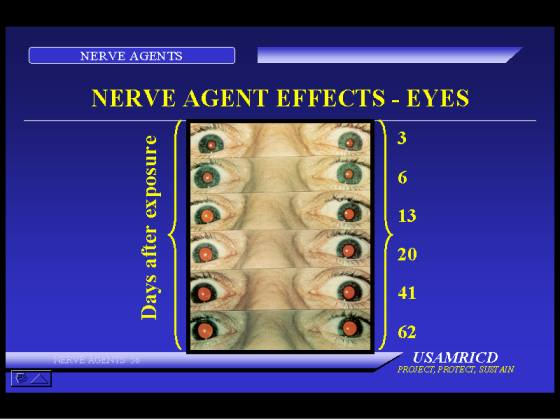 NERVE AGENTS
NERVE AGENT EFFECTS - EYES
Days after exposure
3
6
13
20
41
62
NERVE AGENTS 38
USAMRICD
PROJECT, PROTECT, SUSTAIN